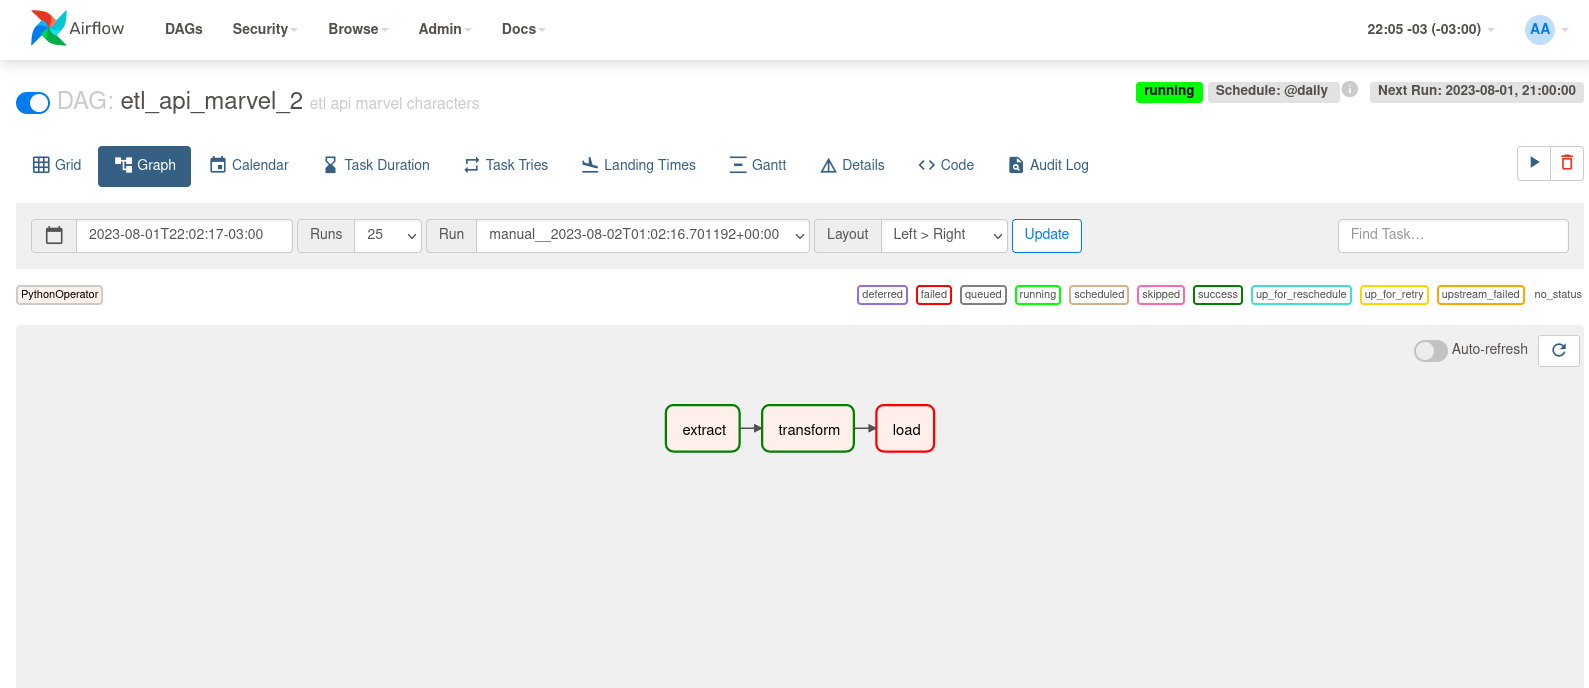 Airflow DAGs Security Browse Admin Docs 22:05 -03 (-03:00) AA
DAG: etl_api_marvel_2 etl api marvel characters running Schedule: @daily i Next Run: 2023-08-01, 21:00:00
Grid Graph Calendar Task Duration Task Tries Landing Times Gantt Details Code Audit Log
2023-08-01T22:02:17-03:00 Runs 25 Run manual__2023-08-02T01:02:16.701192+00:00 Layout Left > Right Update Find Task...
PythonOperator deferred failed queued running scheduled skipped success up_for_reschedule up_for_retry upstream_failed no_status
Auto-refresh
extract transform load